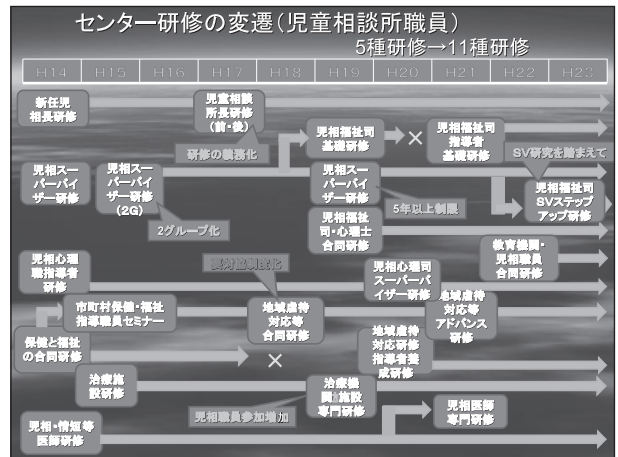 センター研修の変遷（児童相談所職員）
5種研修→11種研修
H14
H15
H16
H17
H18
H19
H20
H21
H22
H23
新任児
相長研修
児童相談
所長研修
（前・後）
研修の義務化
児相福祉司
基礎研修
×
児相福祉司
指導者
基礎研修
SV研究を踏まえて
児相スー
パーバイ
ザー研修
児相スー
パーバイ
ザー研修
（2G）
2グループ化
児相スー
パーバイ
ザー研修
5年以上制限
児相福祉司
SVステップ
アップ研修
児相福祉
司・心理士
合同研修
教育機関・
児相職員
合同研修
児相心理
職指導者
研修
要対協制度化
児相心理司
スーパーバ
イザー研修
市町村保健・福祉
指導職員セミナー
地域虐待
対応等
合同研修
地域虐待
対応等
アドバンス
研修
保健と福祉
の合同研修
×
地域虐待
対応研修
指導者養
成研修
治療施
設研修
児相職員参加増加
治療機
関・施設
専門研修
児相・情短等
医師研修
児相医師
専門研修